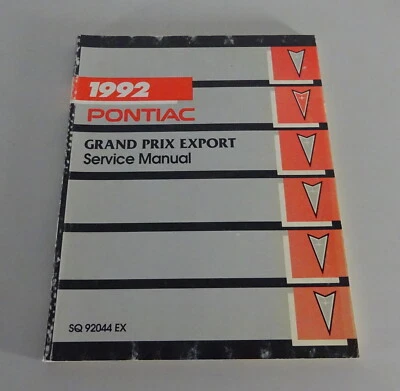 1992
PONTIAC
GRAND PRIX EXPORT
Service Manual
SQ 92044 EX